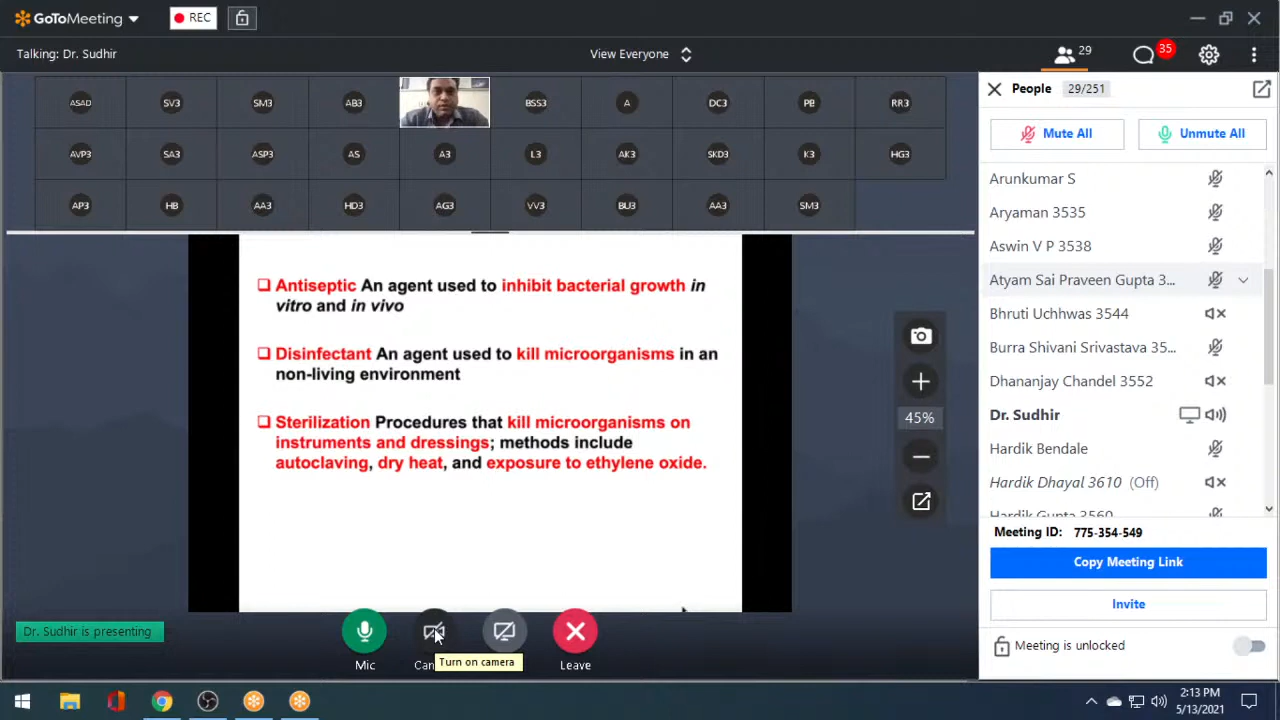 GoToMeeting
REC
Talking: Dr. Sudhir
View Everyone
29
35
ASAD
SV3
SM3
AB3
BSS3
A
DC3
PB
RR3
AVP3
SA3
ASP3
AS
A3
L3
AK3
SKD3
K3
HG3
AP3
HB
AA3
HD3
AG3
VV3
BU3
AA3
SM3
❑ Antiseptic An agent used to inhibit bacterial growth in
vitro and in vivo
❑ Disinfectant An agent used to kill microorganisms in an
non-living environment
❑ Sterilization Procedures that kill microorganisms on
instruments and dressings; methods include
autoclaving, dry heat, and exposure to ethylene oxide.
45%
Dr. Sudhir is presenting
Mic
Cam
Turn on camera
Leave
People 29/251
Mute All
Unmute All
Arunkumar S
Aryaman 3535
Aswin V P 3538
Atyam Sai Praveen Gupta 3...
Bhruti Uchhwas 3544
Burra Shivani Srivastava 35...
Dhananjay Chandel 3552
Dr. Sudhir
Hardik Bendale
Hardik Dhayal 3610 (Off)
Hardik Gupta 3560
Meeting ID: 775-354-549
Copy Meeting Link
Invite
Meeting is unlocked
2:13 PM
5/13/2021